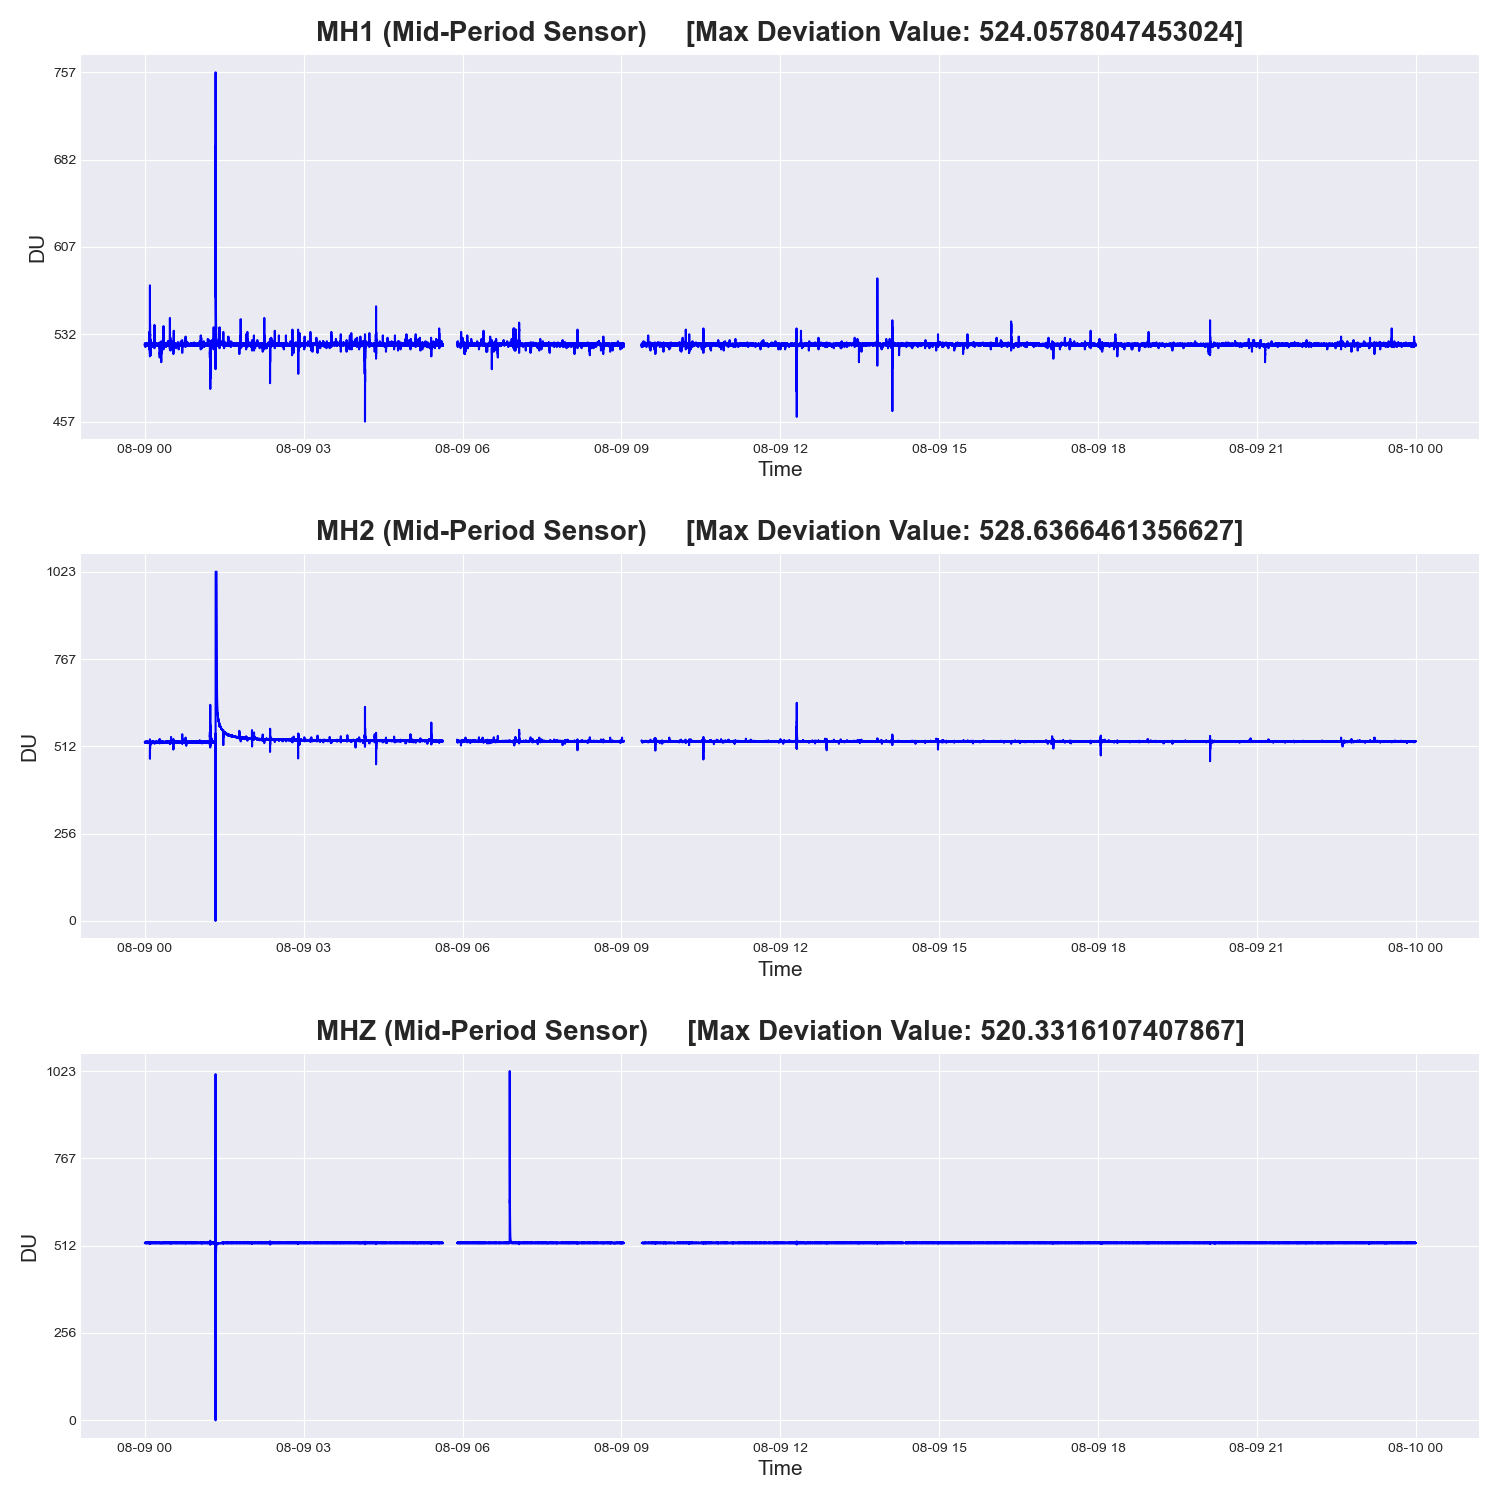 MH1 (Mid-Period Sensor) [Max Deviation Value: 524.0578047453024]
757
682
607
532
457
DU
08-09 00 08-09 03 08-09 06 08-09 09 08-09 12 08-09 15 08-09 18 08-09 21 08-10 00
Time
MH2 (Mid-Period Sensor) [Max Deviation Value: 528.6366461356627]
1023
767
512
256
0
DU
08-09 00 08-09 03 08-09 06 08-09 09 08-09 12 08-09 15 08-09 18 08-09 21 08-10 00
Time
MHZ (Mid-Period Sensor) [Max Deviation Value: 520.3316107407867]
1023
767
512
256
0
DU
08-09 00 08-09 03 08-09 06 08-09 09 08-09 12 08-09 15 08-09 18 08-09 21 08-10 00
Time